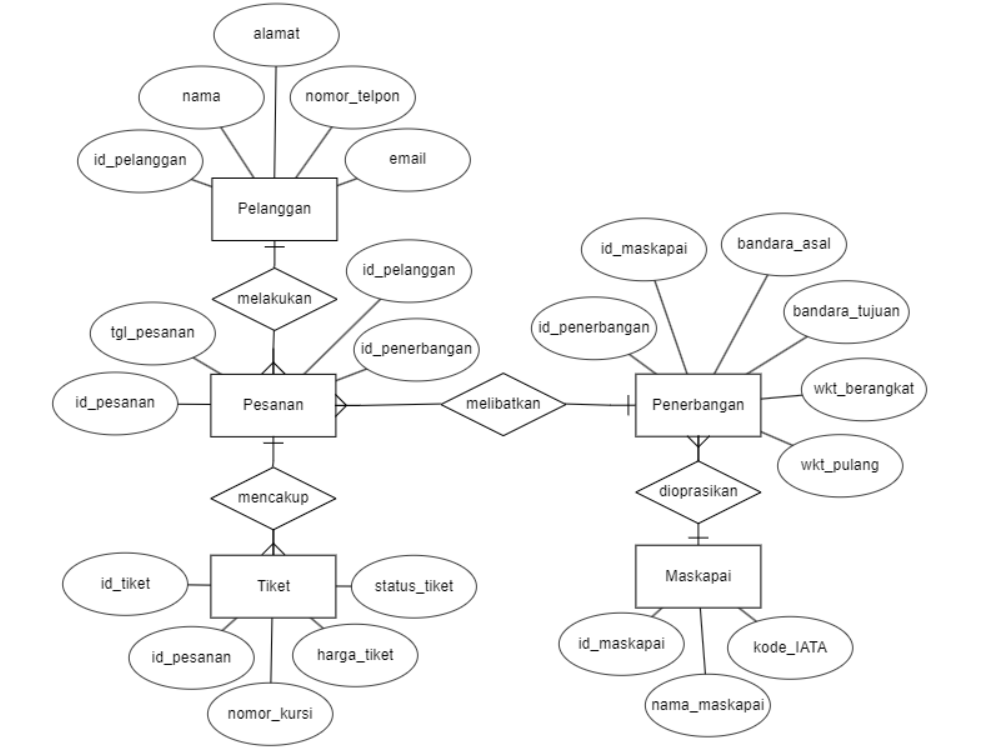 alamat
nama
nomor_telpon
id_pelanggan
email
Pelanggan
melakukan
id_pelanggan
tgl_pesanan
id_penerbangan
id_pesanan
Pesanan
melibatkan
id_maskapai
bandara_asal
id_penerbangan
bandara_tujuan
Penerbangan
wkt_berangkat
wkt_pulang
mencakup
dioprasikan
id_tiket
Tiket
status_tiket
id_pesanan
harga_tiket
nomor_kursi
Maskapai
id_maskapai
kode_IATA
nama_maskapai